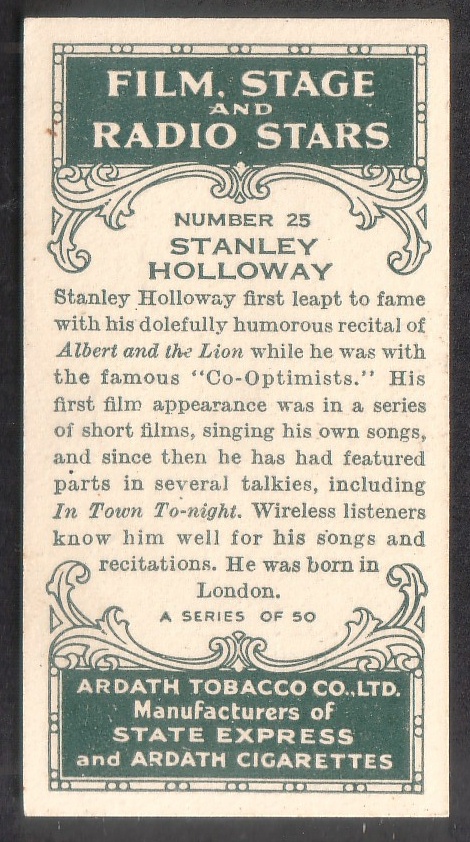 FILM, STAGE
AND
RADIO STARS
NUMBER 25
STANLEY
HOLLOWAY
Stanley Holloway first leapt to fame
with his dolefully humorous recital of
Albert and the Lion while he was with
the famous "Co-Optimists." His
first film appearance was in a series
of short films, singing his own songs,
and since then he has had featured
parts in several talkies, including
In Town To-night. Wireless listeners
know him well for his songs and
recitations. He was born in
London.
A SERIES OF 50
ARDATH TOBACCO CO., LTD.
Manufacturers of
STATE EXPRESS
and ARDATH CIGARETTES